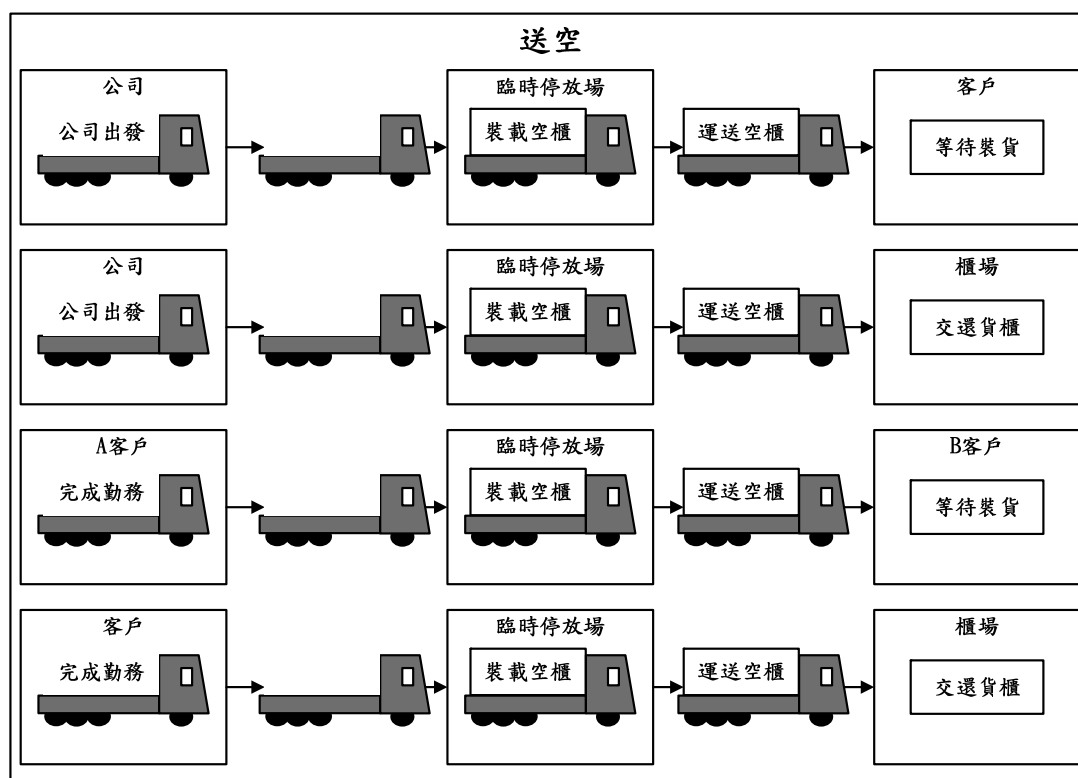 送空
公司
公司出發
臨時停放場
裝載空櫃
運送空櫃
客戶
等待裝貨
公司
公司出發
臨時停放場
裝載空櫃
運送空櫃
櫃場
交還貨櫃
A客戶
完成勤務
臨時停放場
裝載空櫃
運送空櫃
B客戶
等待裝貨
客戶
完成勤務
臨時停放場
裝載空櫃
運送空櫃
櫃場
交還貨櫃